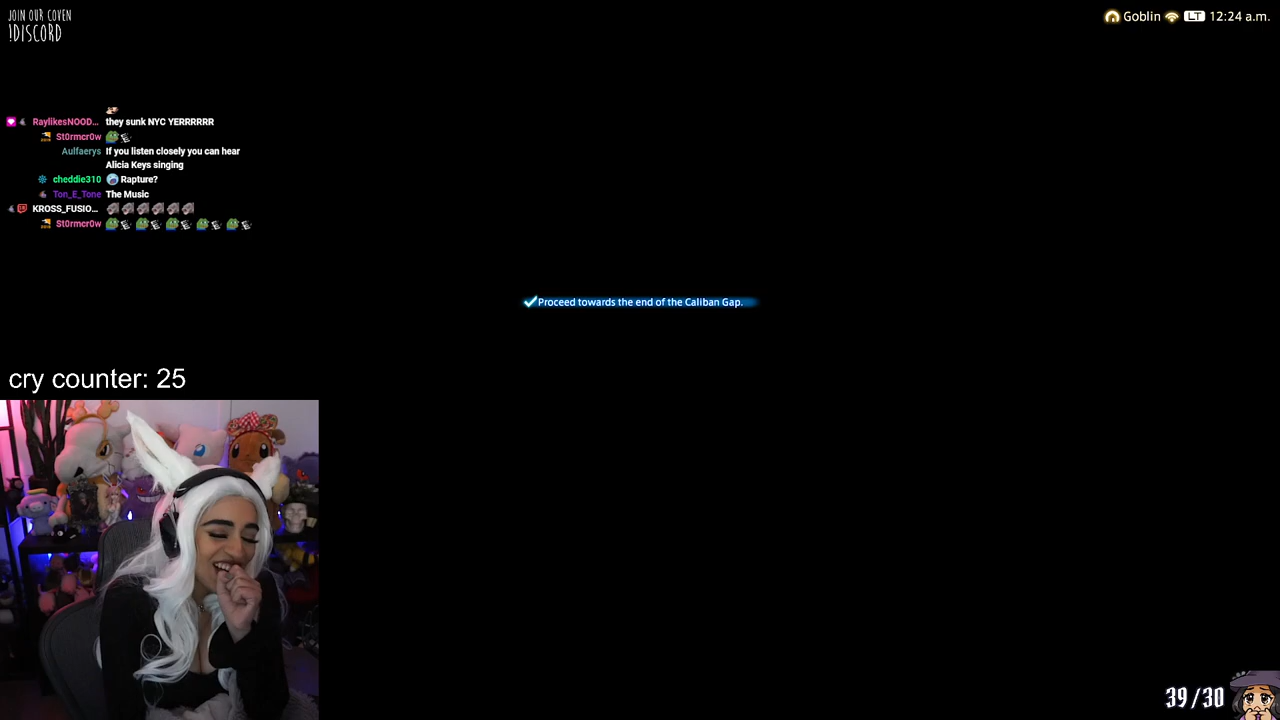 JOIN OUR COVEN
!DISCORD
Goblin LT 12:24 a.m.
RaylikesNOOD... they sunk NYC YERRRRRR
St0rmcr0w
Aulfaerys If you listen closely you can hear
Alicia Keys singing
cheddie310 Rapture?
Ton_E_Tone The Music
KROSS_FUSIO...
St0rmcr0w
Proceed towards the end of the Caliban Gap.
cry counter: 25
39/30